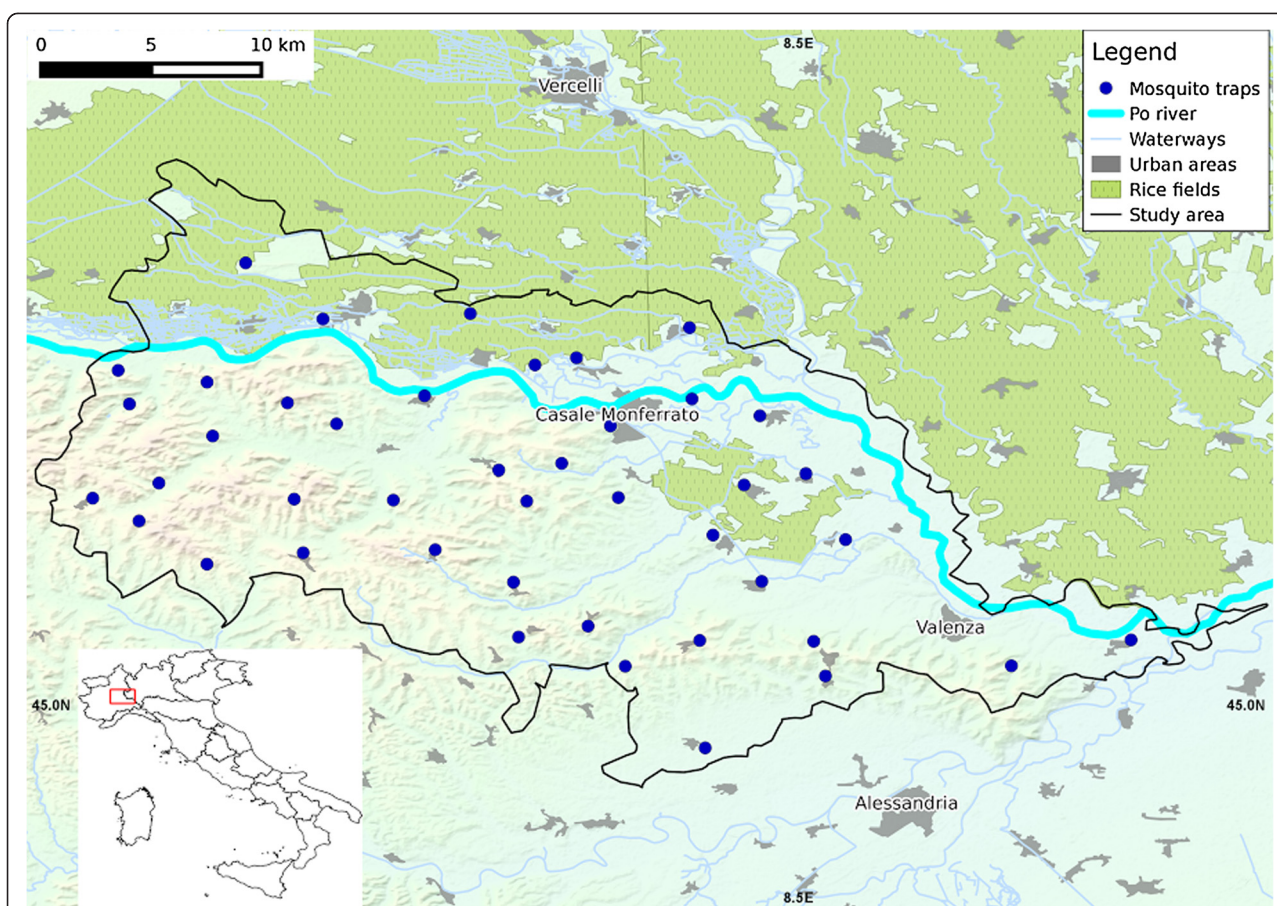 0 5 10 km
8.5E
Legend
Mosquito traps
Po river
Waterways
Urban areas
Rice fields
Study area
Vercelli
Casale Monferrato
Valenza
45.0N
45.0N
Alessandria
8.5E